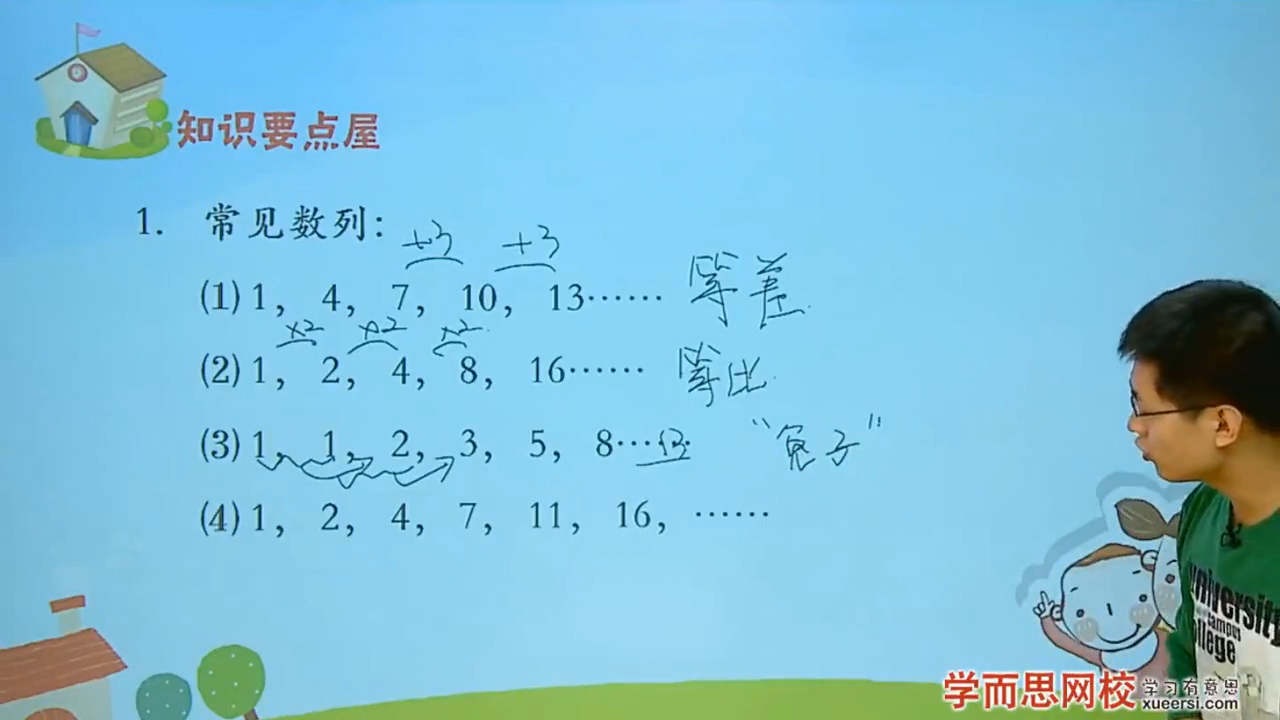 知识要点屋
1. 常见数列:
+3 +3
(1) 1, 4, 7, 10, 13…… 等差
×2 ×2 ×2
(2) 1, 2, 4, 8, 16…… 等比
(3) 1, 1, 2, 3, 5, 8… 13 "兔子"
(4) 1, 2, 4, 7, 11, 16, ……
University
campus
College
学而思网校 学习有意思
xueersi.com